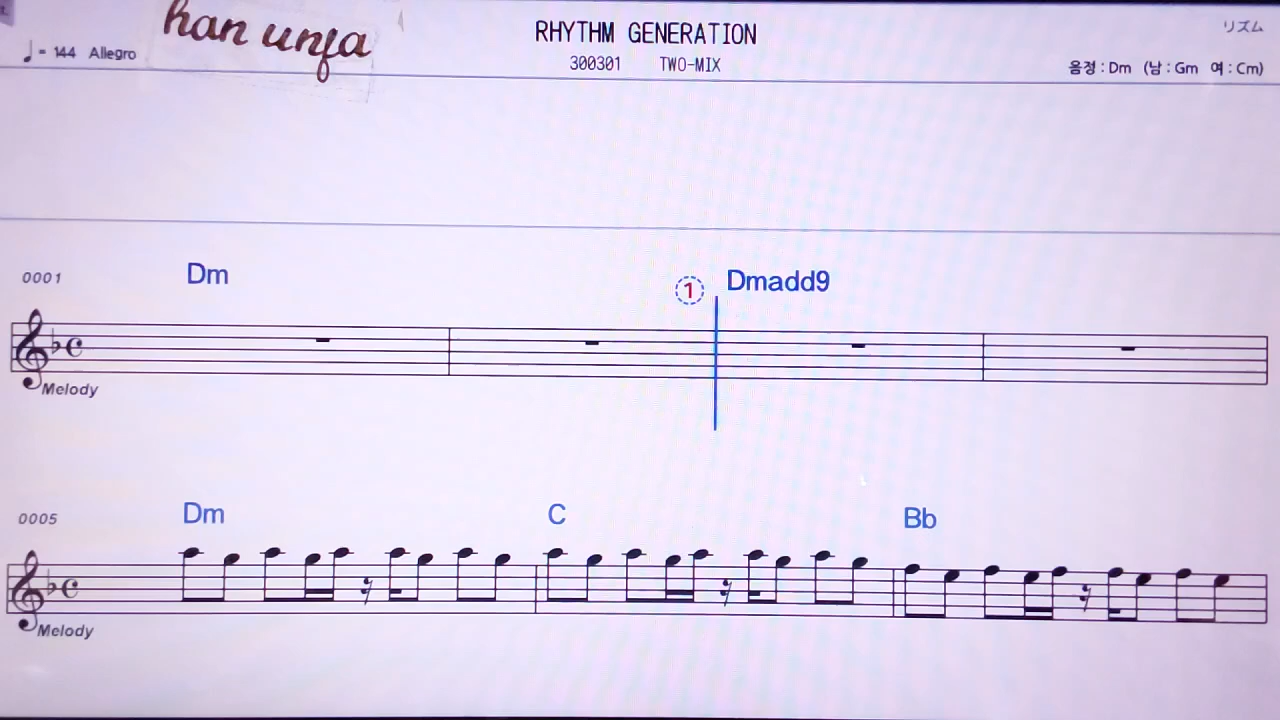 han unja
RHYTHM GENERATION
リズム
♩= 144 Allegro
300301 TWO-MIX
음정 : Dm (남 : Gm 여 : Cm)
0001
Dm
1
Dmadd9
Melody
0005
Dm
C
Bb
Melody